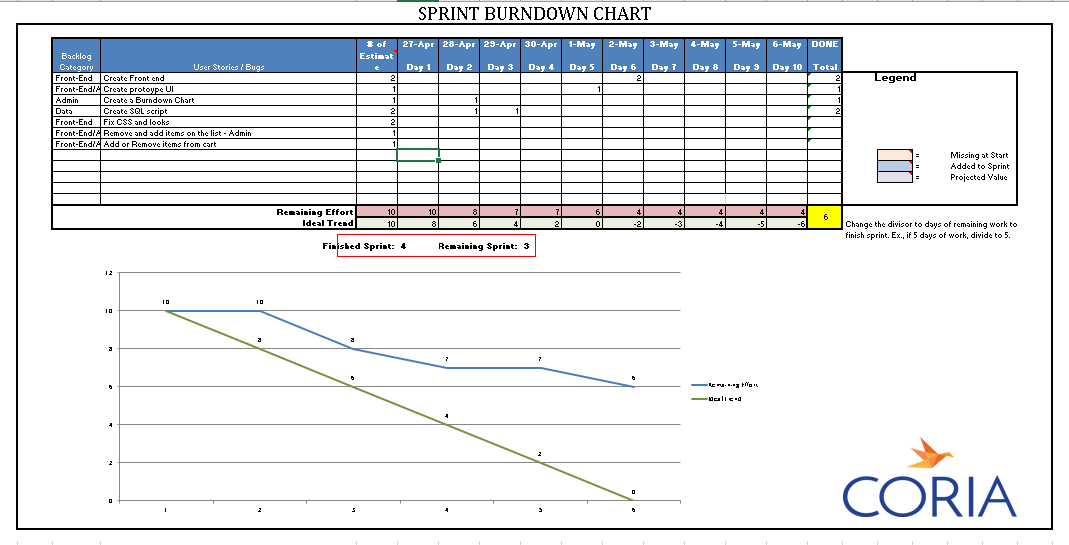 SPRINT BURNDOWN CHART
Backlog Category User Stories / Bugs # of Estimate 27-Apr Day 1 28-Apr Day 2 29-Apr Day 3 30-Apr Day 4 1-May Day 5 2-May Day 6 3-May Day 7 4-May Day 8 5-May Day 9 6-May Day 10 DONE Total
Front-End Create Front end 2 2 2
Front-End/A Create protoype UI 1 1 1
Admin Create a Burndown Chart 1 1 1
Data Create SQL script 2 1 1 2
Front-End Fix CSS and looks 2
Front-End/A Remove and add items on the list - Admin 1
Front-End/A Add or Remove items from cart 1
Remaining Effort 10 10 8 7 7 6 4 4 4 4 4
Ideal Trend 10 8 6 4 2 0 -2 -3 -4 -5 -6
6
Legend
= Missing at Start
= Added to Sprint
= Projected Value
Change the divisor to days of remaining work to
finish sprint. Ex., if 5 days of work, divide to 5.
Finished Sprint: 4 Remaining Sprint: 3
12
10
8
6
4
2
0
10 10 8 7 7 6
8 6 4 2 0
1 2 3 4 5 6
Remaining Effort
Ideal Trend
CORIA